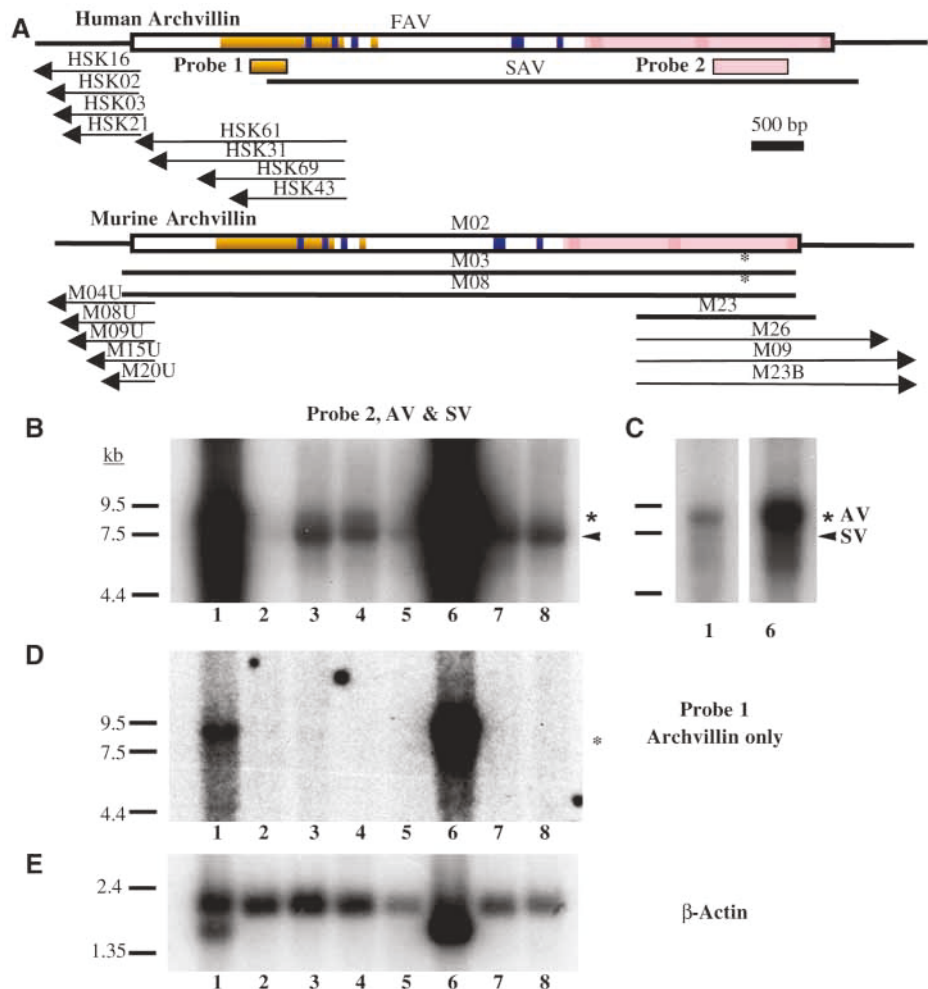 A
Human Archvillin
FAV
HSK16
HSK02
HSK03
HSK21
Probe 1
SAV
Probe 2
500 bp
HSK61
HSK31
HSK69
HSK43
Murine Archvillin
M02
*
M03
*
M08
M04U
M08U
M09U
M15U
M20U
M23
M26
M09
M23B
Probe 2, AV & SV
B
kb
9.5
7.5
4.4
*
1 2 3 4 5 6 7 8
C
* AV
SV
1 6
D
9.5
7.5
4.4
*
Probe 1
Archvillin only
1 2 3 4 5 6 7 8
E
2.4
1.35
β-Actin
1 2 3 4 5 6 7 8